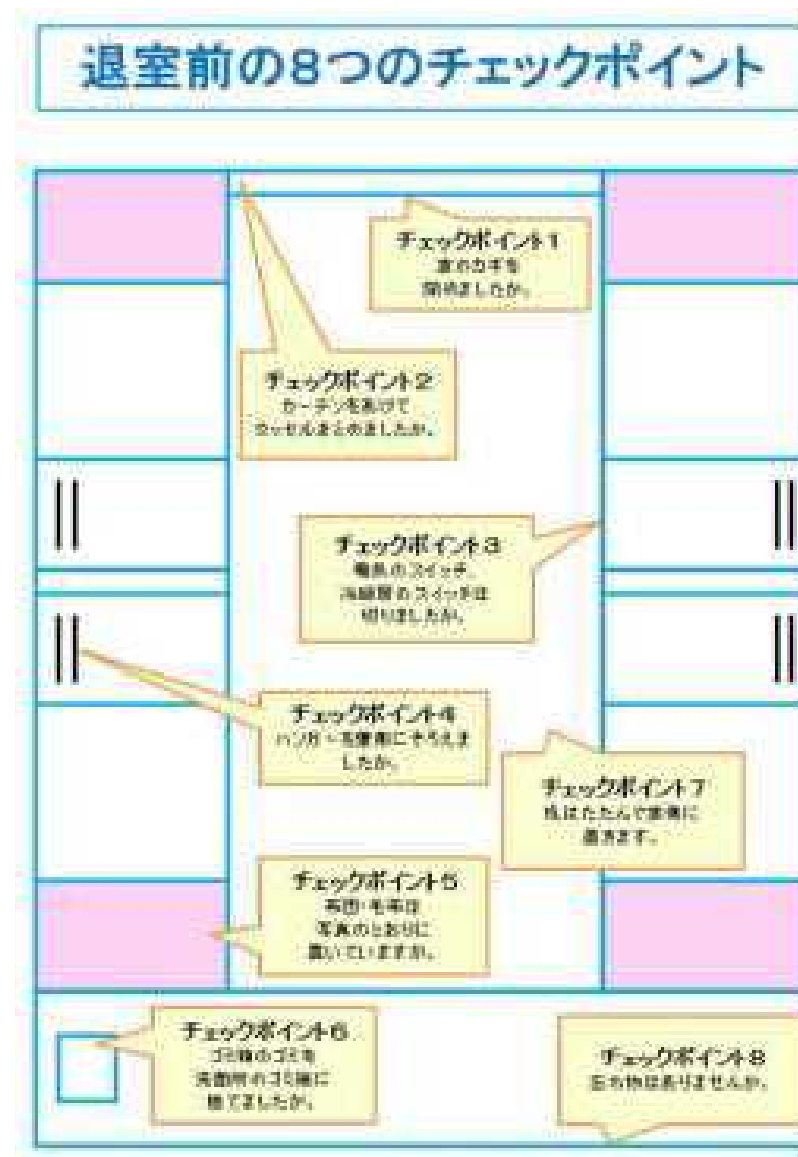 退室前の8つのチェックポイント
チェックポイント1
窓のカギを
閉めましたか。
チェックポイント2
カーテンをあけて
タッセルまとめましたか。
チェックポイント3
電気のスイッチ、
冷暖房のスイッチは
切りましたか。
チェックポイント4
ハンガーを壁側にそろえま
したか。
チェックポイント7
机はたたんで窓側に
置きます。
チェックポイント5
布団・毛布は
写真のとおりに
置いていますか。
チェックポイント6
ゴミ箱のゴミを
洗面所のゴミ箱に
捨てましたか。
チェックポイント8
忘れ物はありませんか。